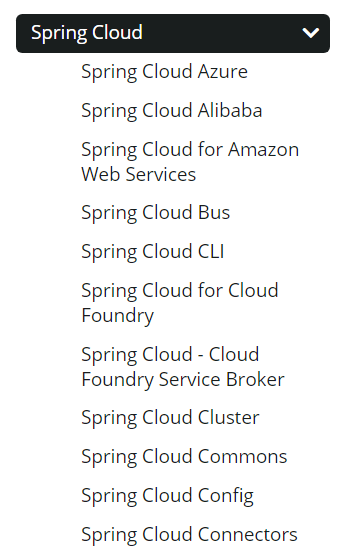 Spring Cloud
Spring Cloud Azure
Spring Cloud Alibaba
Spring Cloud for Amazon
Web Services
Spring Cloud Bus
Spring Cloud CLI
Spring Cloud for Cloud
Foundry
Spring Cloud - Cloud
Foundry Service Broker
Spring Cloud Cluster
Spring Cloud Commons
Spring Cloud Config
Spring Cloud Connectors